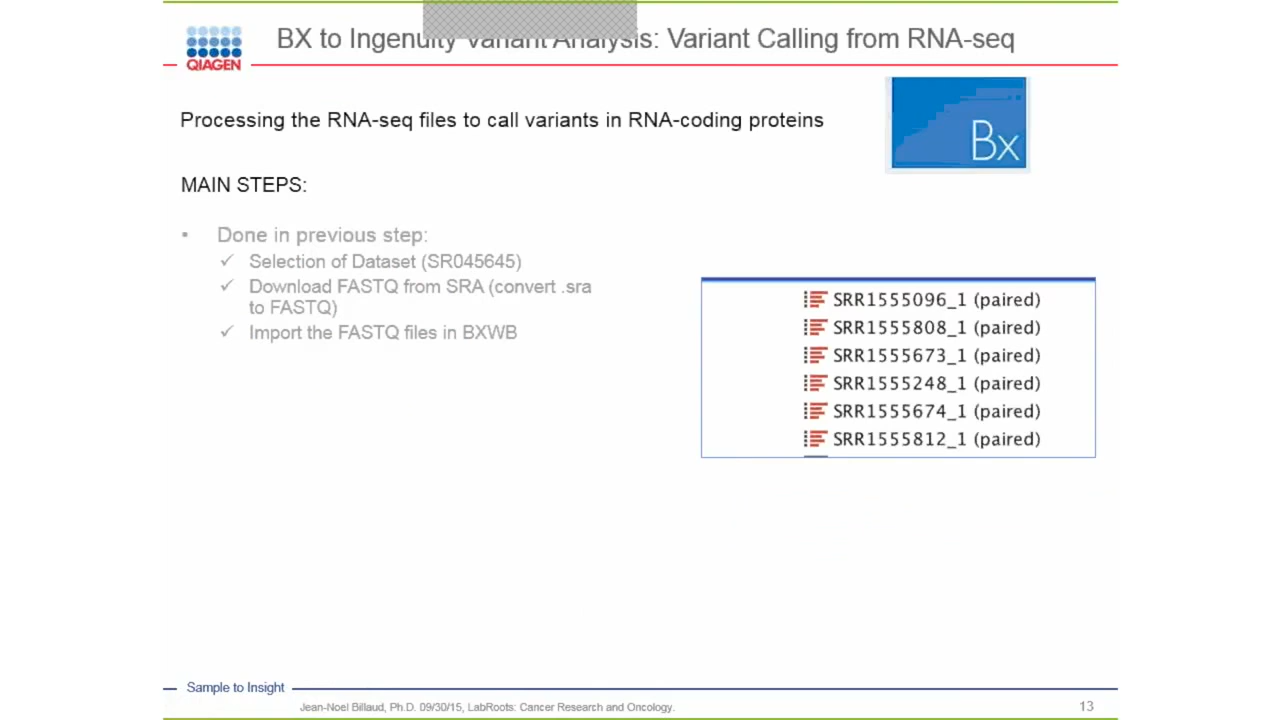 BX to Ingenuity Variant Analysis: Variant Calling from RNA-seq
QIAGEN
Processing the RNA-seq files to call variants in RNA-coding proteins
Bx
MAIN STEPS:
• Done in previous step:
✓ Selection of Dataset (SR045645)
✓ Download FASTQ from SRA (convert .sra
to FASTQ)
✓ Import the FASTQ files in BXWB
SRR1555096_1 (paired)
SRR1555808_1 (paired)
SRR1555673_1 (paired)
SRR1555248_1 (paired)
SRR1555674_1 (paired)
SRR1555812_1 (paired)
Sample to Insight
Jean-Noel Billaud, Ph.D. 09/30/15, LabRoots: Cancer Research and Oncology.
13